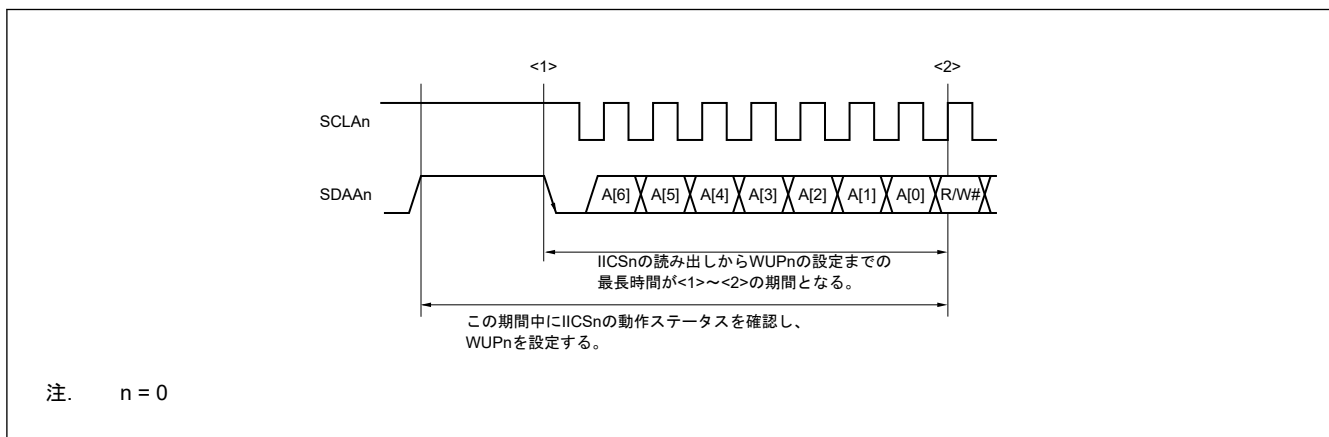 <1>
<2>
SCLAn
SDAAn
A[6] A[5] A[4] A[3] A[2] A[1] A[0] R/W#
IICSnの読み出しからWUPnの設定までの
最長時間が<1>～<2>の期間となる。
この期間中にIICSnの動作ステータスを確認し、
WUPnを設定する。
注. n = 0